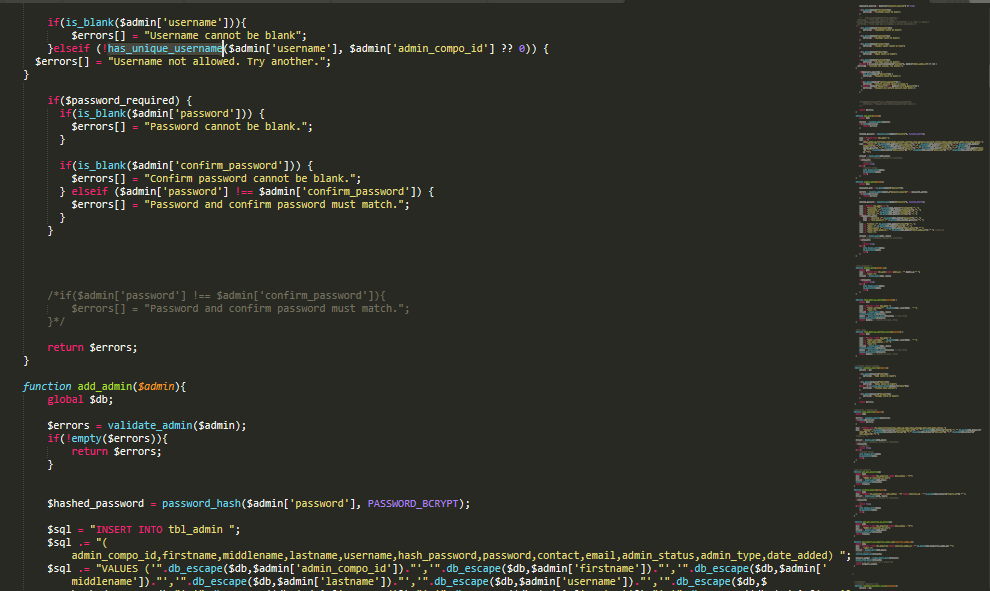 if(is_blank($admin['username'])){
$errors[] = "Username cannot be blank";
}elseif (!has_unique_username($admin['username'], $admin['admin_compo_id'] ?? 0)) {
$errors[] = "Username not allowed. Try another.";
}
if($password_required) {
if(is_blank($admin['password'])) {
$errors[] = "Password cannot be blank.";
}
if(is_blank($admin['confirm_password'])) {
$errors[] = "Confirm password cannot be blank.";
} elseif ($admin['password'] !== $admin['confirm_password']) {
$errors[] = "Password and confirm password must match.";
}
}
/*if($admin['password'] !== $admin['confirm_password']){
$errors[] = "Password and confirm password must match.";
}*/
return $errors;
}
function add_admin($admin){
global $db;
$errors = validate_admin($admin);
if(!empty($errors)){
return $errors;
}
$hashed_password = password_hash($admin['password'], PASSWORD_BCRYPT);
$sql = "INSERT INTO tbl_admin ";
$sql .= "(
admin_compo_id,firstname,middlename,lastname,username,hash_password,password,contact,email,admin_status,admin_type,date_added) ";
$sql .= "VALUES ('".db_escape($db,$admin['admin_compo_id'])."','".db_escape($db,$admin['firstname'])."','".db_escape($db,$admin['
middlename'])."','".db_escape($db,$admin['lastname'])."','".db_escape($db,$admin['username'])."','".db_escape($db,$